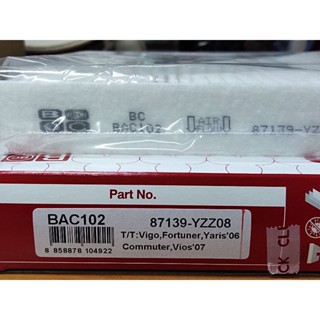 BC
BAC102
AIR
FLOW
87139-YZ
Part No.
BAC102 87139-YZZ08
T/T:Vigo,Fortuner,Yaris'06
Commuter,Vios'07
8 858878 104922